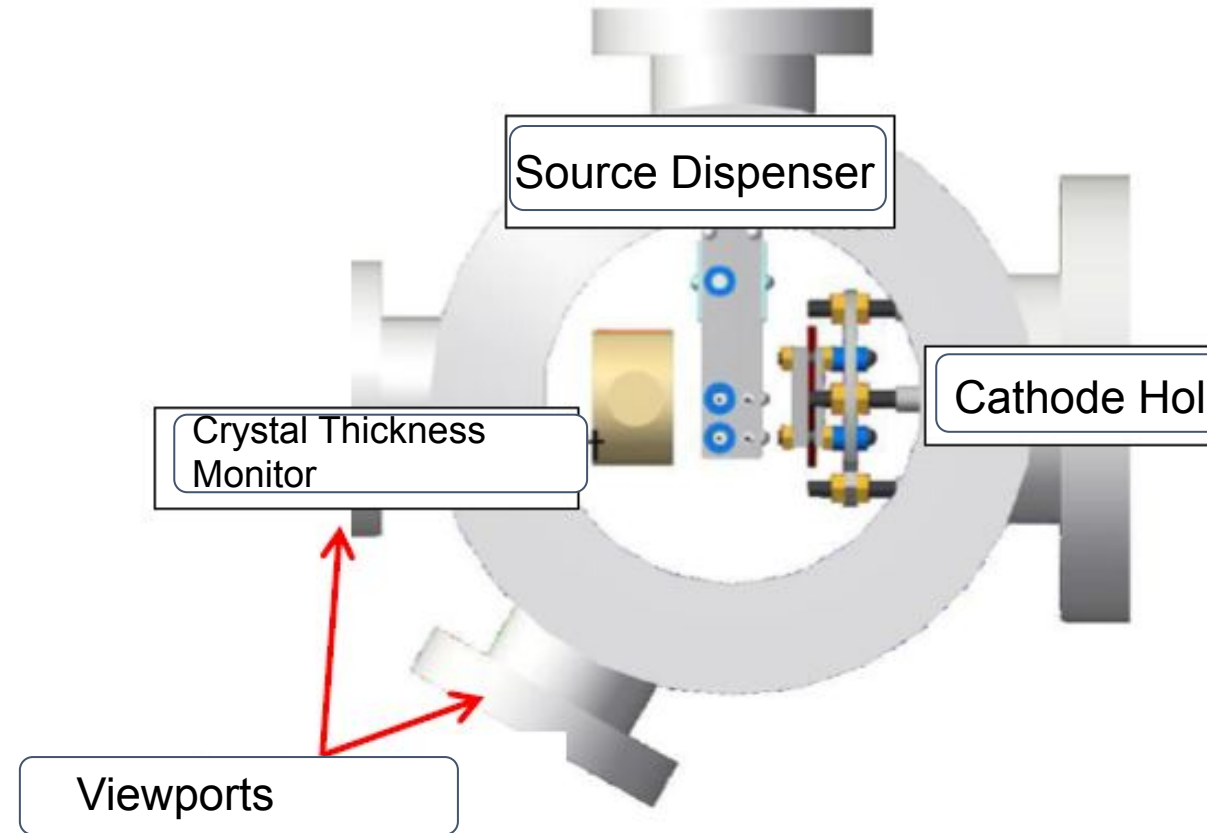 Source Dispenser
Cathode Hol
Crystal Thickness
Monitor
Viewports